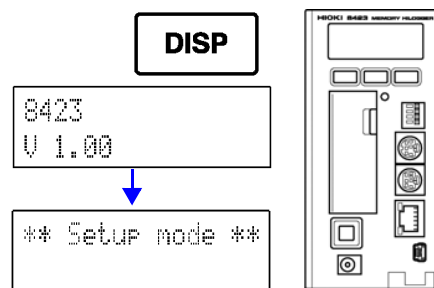 DISP
8423
V 1.00
** Setup mode **
HIOKI 8423 MEMORY HiLOGGER